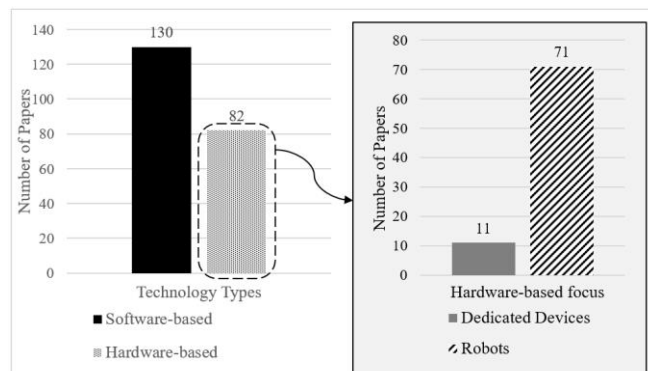 Number of Papers
140
120
100
80
60
40
20
0
130
82
Technology Types
Software-based
Hardware-based
Number of Papers
80
70
60
50
40
30
20
10
0
11
71
Hardware-based focus
Dedicated Devices
Robots